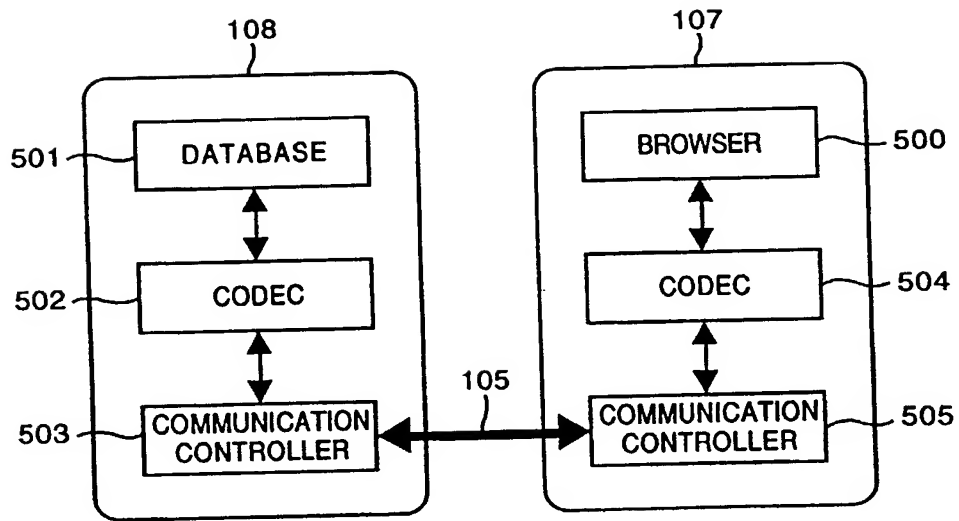 108
107
501
DATABASE
BROWSER
500
502
CODEC
CODEC
504
105
503
COMMUNICATION
CONTROLLER
COMMUNICATION
CONTROLLER
505